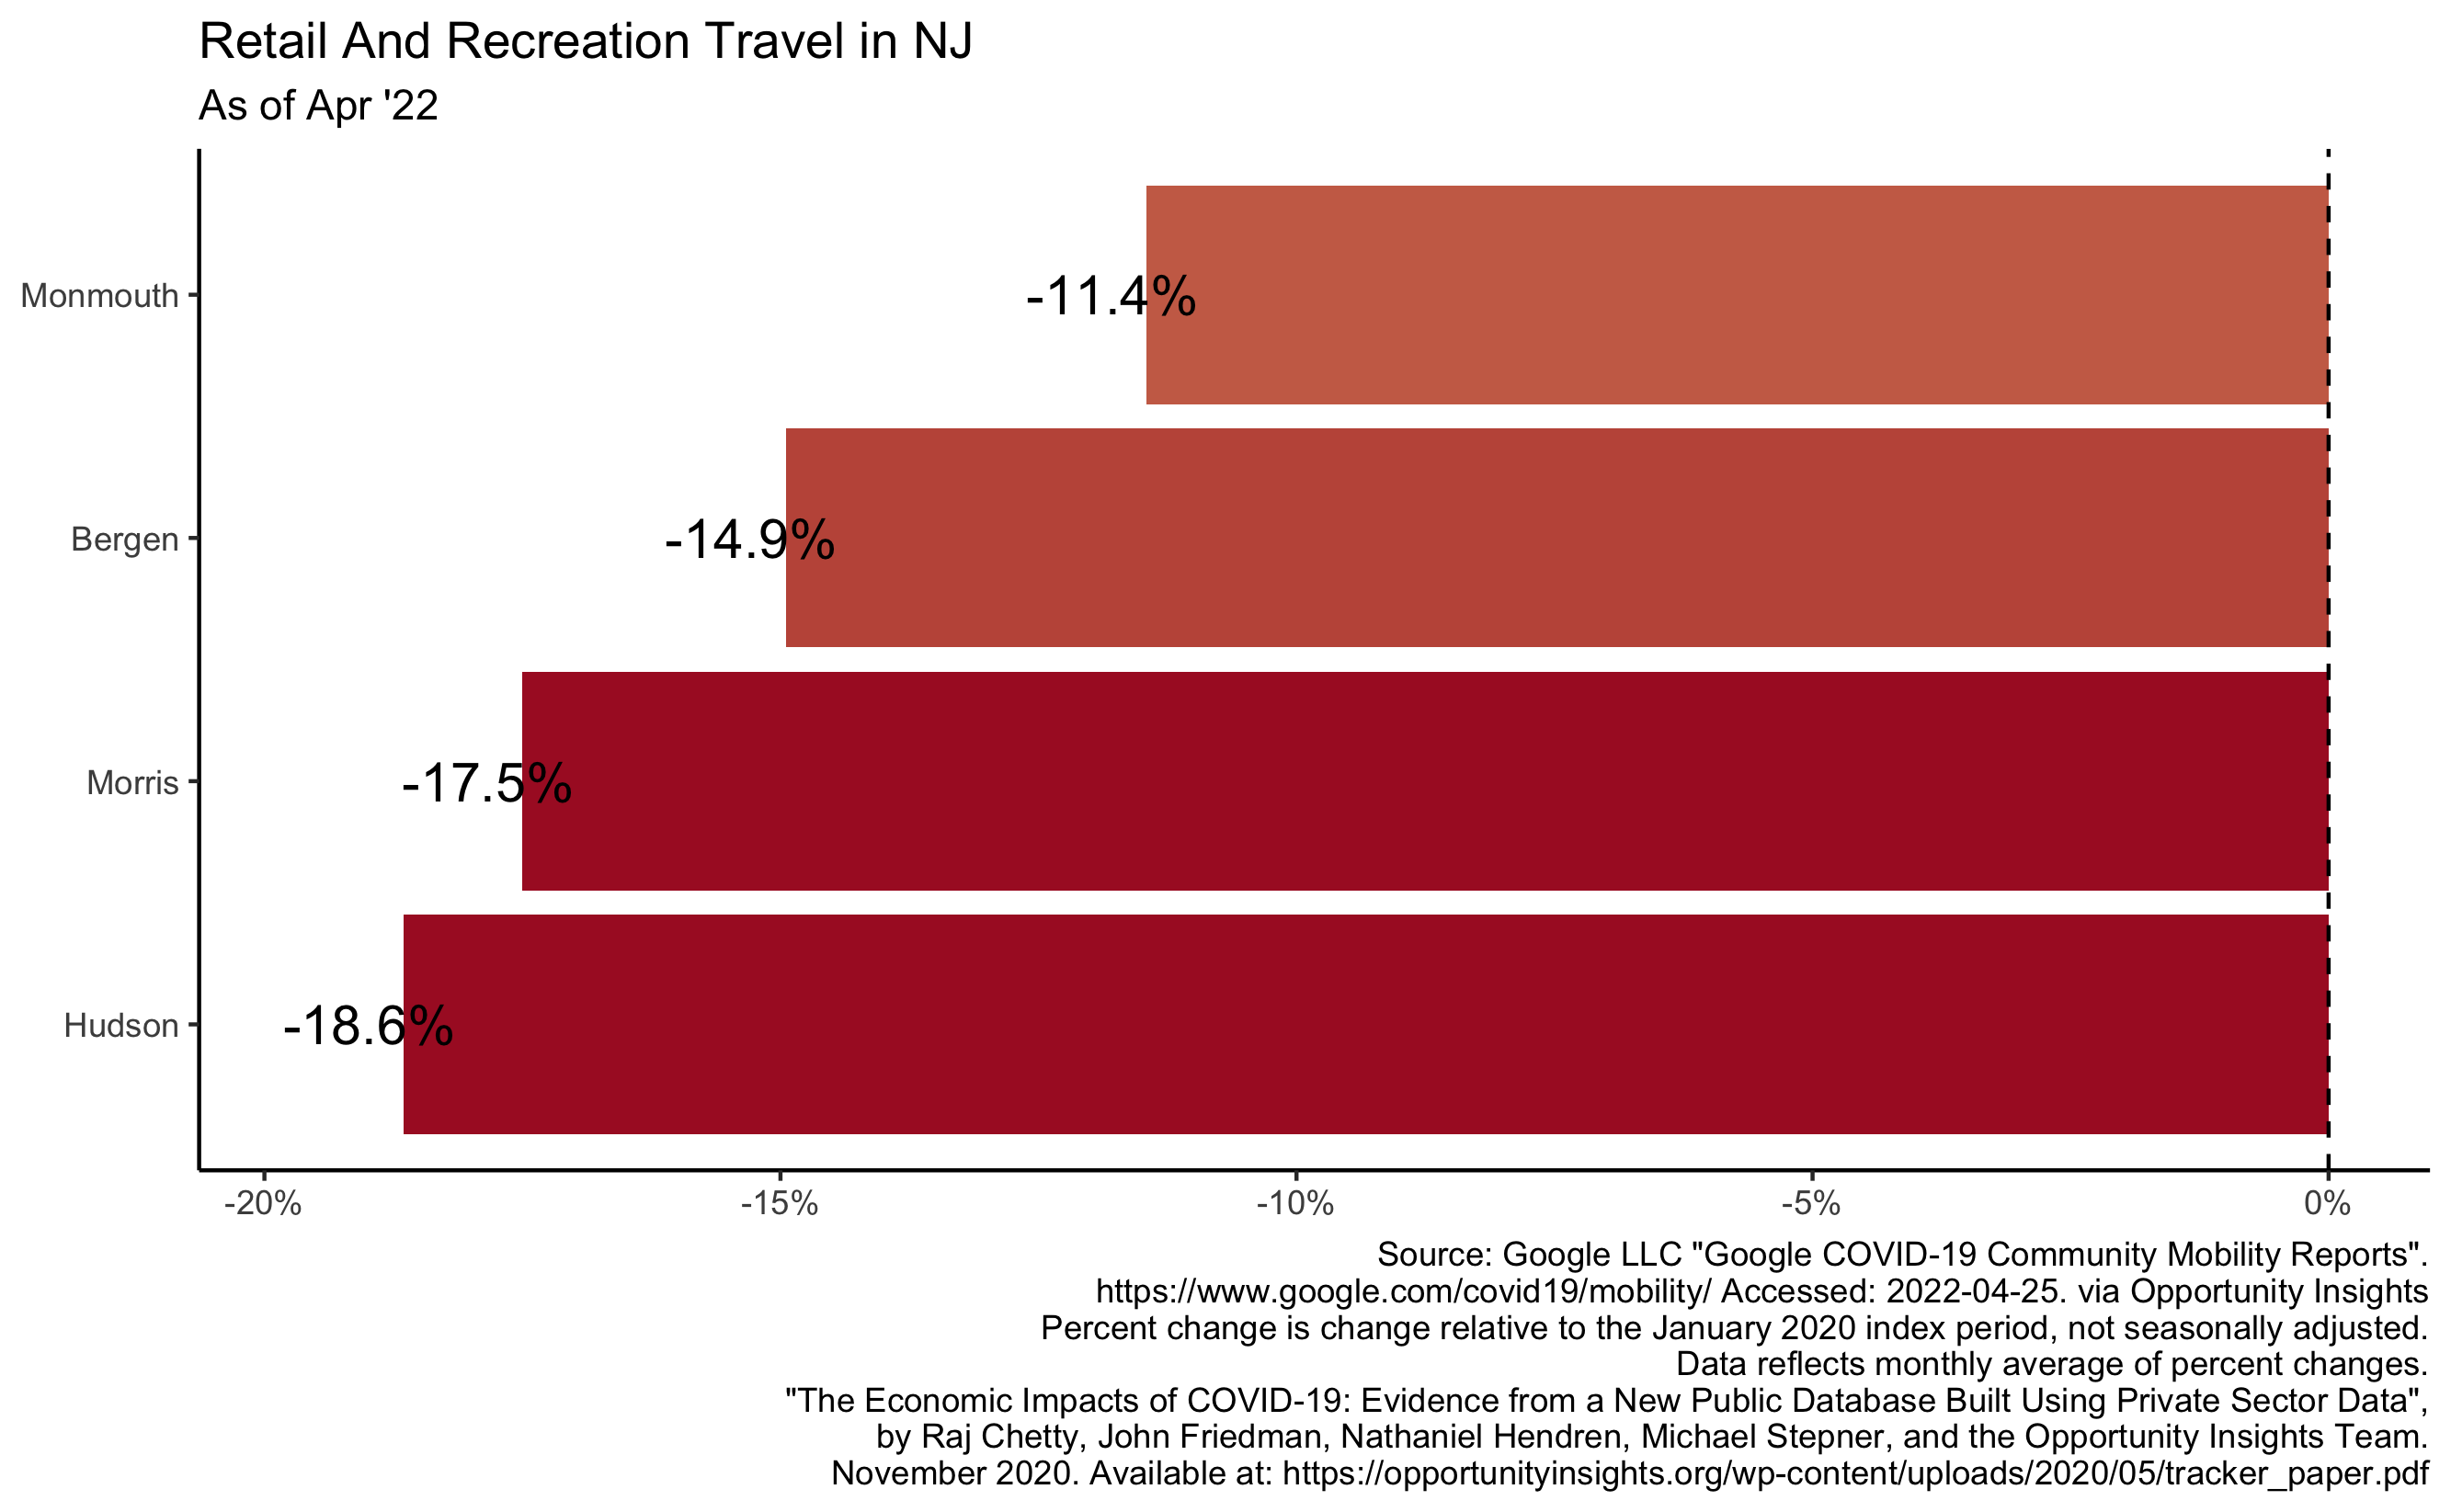 Retail And Recreation Travel in NJ
As of Apr '22
Monmouth
-11.4%
Bergen
-14.9%
Morris
-17.5%
Hudson
-18.6%
-20% -15% -10% -5% 0%
Source: Google LLC "Google COVID-19 Community Mobility Reports".
https://www.google.com/covid19/mobility/ Accessed: 2022-04-25. via Opportunity Insights
Percent change is change relative to the January 2020 index period, not seasonally adjusted.
Data reflects monthly average of percent changes.
"The Economic Impacts of COVID-19: Evidence from a New Public Database Built Using Private Sector Data",
by Raj Chetty, John Friedman, Nathaniel Hendren, Michael Stepner, and the Opportunity Insights Team.
November 2020. Available at: https://opportunityinsights.org/wp-content/uploads/2020/05/tracker_paper.pdf